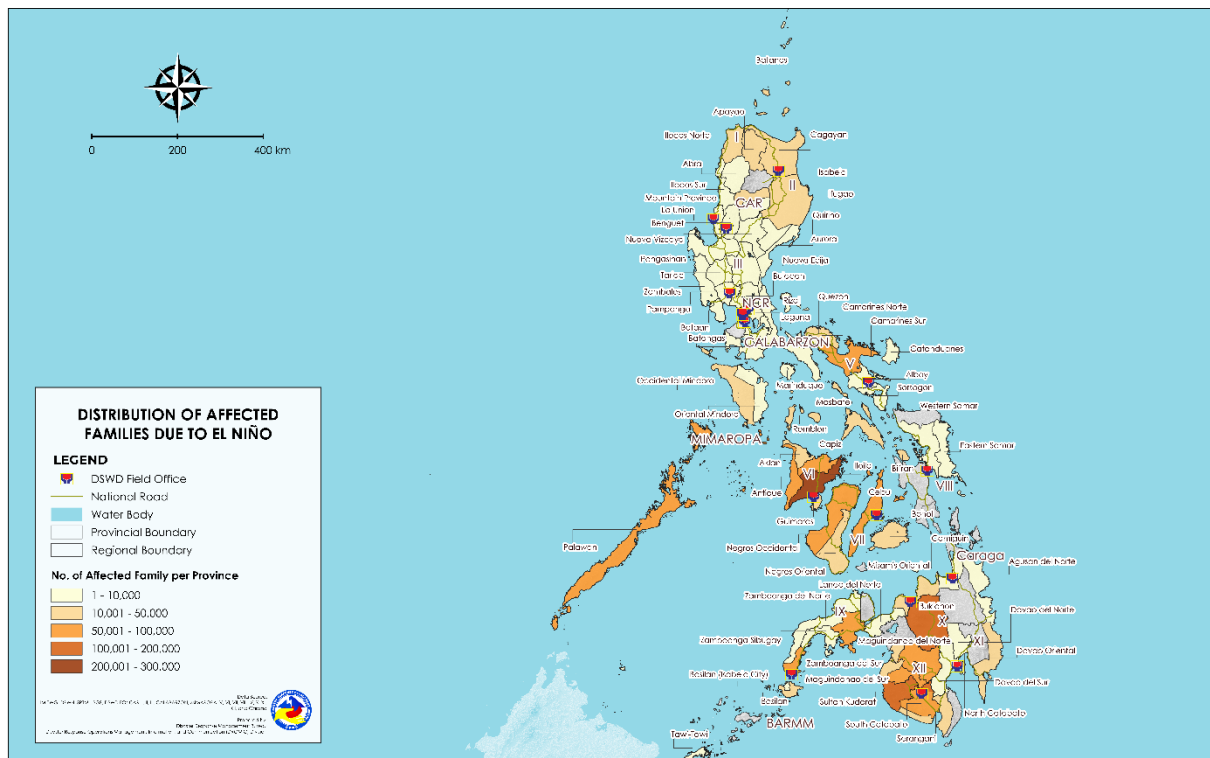 Batanes
Apayao
Ilocos Norte
I
Cagayan
Abra
Isabela
Ilocos Sur
II
Mountain Province
Ifugao
CAR
La Union
Quirino
Benguet
Nueva Vizcaya
Aurora
Pangasinan
III
Nueva Ecija
Tarlac
Bulacan
Zambales
Quezon
Rizal
NCR
Pampanga
Camarines Norte
Laguna
Camarines Sur
Bataan
Batangas
CALABARZON
Catanduanes
V
Albay
Occidental Mindoro
Marinduque
Sorsogon
Masbate
Western Samar
Oriental Mindoro
Romblon
MIMAROPA
Capiz
Eastern Samar
Aklan
VI
Iloilo
Biliran
VIII
Antique
Cebu
Bohol
Guimaras
VII
Camiguin
Palawan
Negros Occidental
Caraga
Misamis Oriental
Agusan del Norte
Negros Oriental
Lanao del Norte
Zamboanga del Norte
Bukidnon
Davao del Norte
IX
X
Zamboanga Sibugay
Maguindanao del Norte
XI
Davao Oriental
Zamboanga del Sur
XII
Basilan (Isabela City)
Maguindanao del Sur
Davao del Sur
Basilan
Sultan Kudarat
North Cotabato
BARMM
South Cotabato
Tawi-Tawi
Sarangani
0 200 400 km
DISTRIBUTION OF AFFECTED
FAMILIES DUE TO EL NIÑO
LEGEND
DSWD Field Office
National Road
Water Body
Provincial Boundary
Regional Boundary
No. of Affected Family per Province
1 - 10,000
10,001 - 50,000
50,001 - 100,000
100,001 - 200,000
200,001 - 300,000